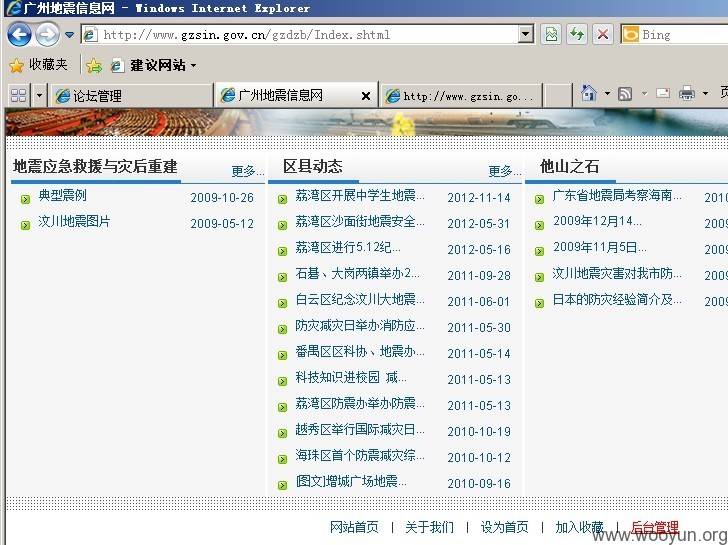 广州地震信息网 - Windows Internet Explorer
http://www.gzsin.gov.cn/gzdzb/Index.shtml
Bing
收藏夹
建议网站
论坛管理
广州地震信息网
http://www.gzsin.go...
地震应急救援与灾后重建
更多...
典型震例 2009-10-26
汶川地震图片 2009-05-12
区县动态
更多...
荔湾区开展中学生地震... 2012-11-14
荔湾区沙面街地震安全... 2012-05-31
荔湾区进行5.12纪... 2012-05-16
石碁、大岗两镇举办2... 2011-09-28
白云区纪念汶川大地震... 2011-06-01
防灾减灾日举办消防应... 2011-05-30
番禺区区科协、地震办... 2011-05-14
科技知识进校园 减... 2011-05-13
荔湾区防震办举办防震... 2011-05-13
越秀区举行国际减灾日... 2010-10-19
海珠区首个防震减灾综... 2010-10-12
[图文]增城广场地震... 2010-09-16
他山之石
广东省地震局考察海南... 2010
2009年12月14... 2009
2009年11月5日... 2009
汶川地震灾害对我市防... 2009
日本的防灾经验简介及... 2009
网站首页 | 关于我们 | 设为首页 | 加入收藏 | 后台管理
www.wooyun.org